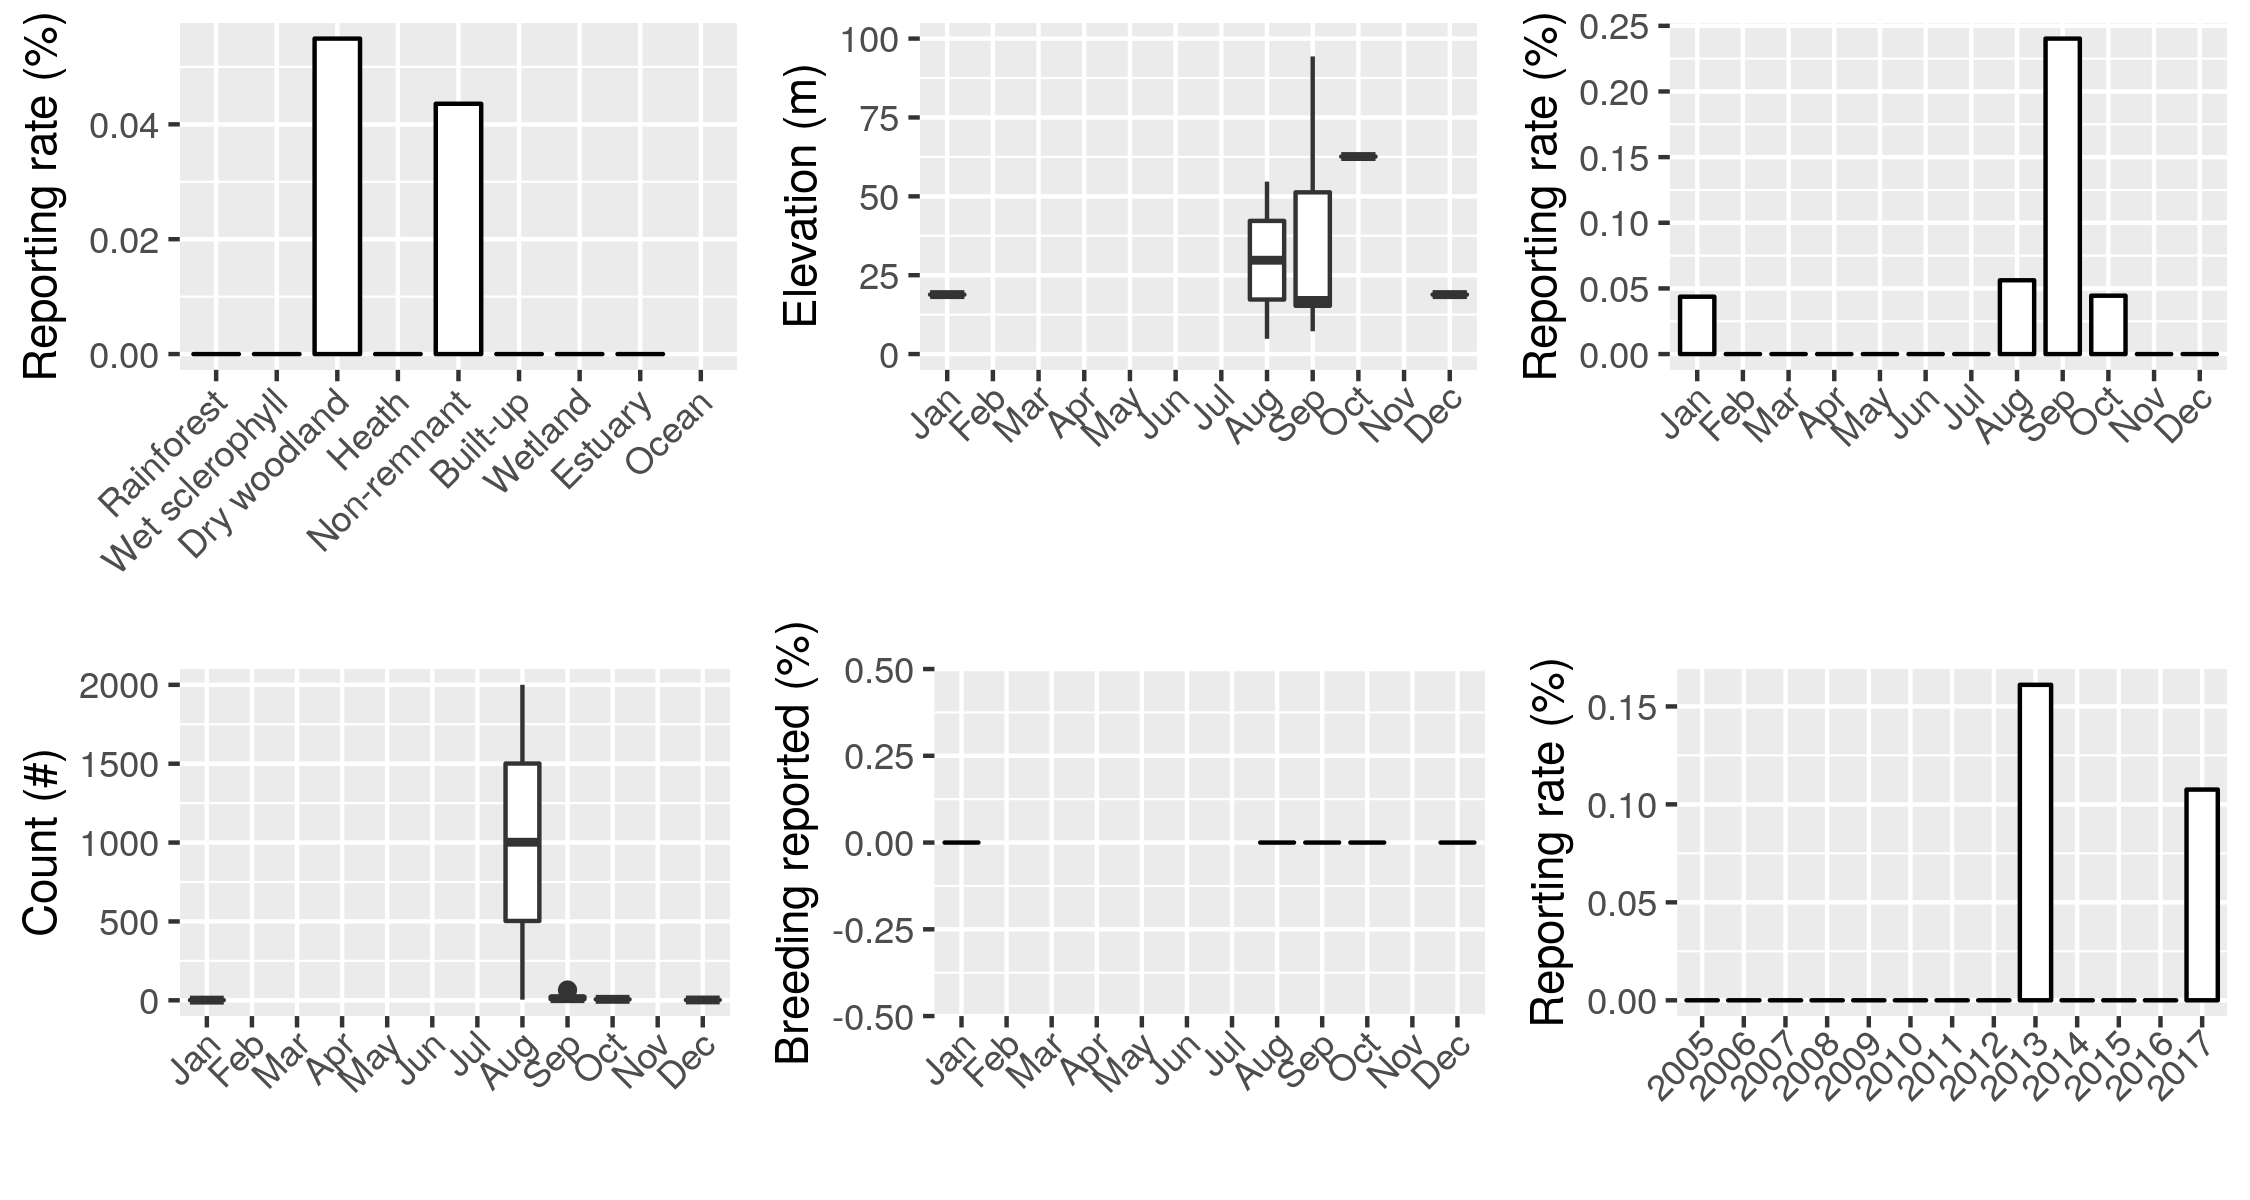 Reporting rate (%)
0.04
0.02
0.00
Rainforest
Wet sclerophyll
Dry woodland
Heath
Non-remnant
Built-up
Wetland
Estuary
Ocean
Elevation (m)
100
75
50
25
0
Jan
Feb
Mar
Apr
May
Jun
Jul
Aug
Sep
Oct
Nov
Dec
Reporting rate (%)
0.25
0.20
0.15
0.10
0.05
0.00
Jan
Feb
Mar
Apr
May
Jun
Jul
Aug
Sep
Oct
Nov
Dec
Count (#)
2000
1500
1000
500
0
Jan
Feb
Mar
Apr
May
Jun
Jul
Aug
Sep
Oct
Nov
Dec
Breeding reported (%)
0.50
0.25
0.00
-0.25
-0.50
Jan
Feb
Mar
Apr
May
Jun
Jul
Aug
Sep
Oct
Nov
Dec
Reporting rate (%)
0.15
0.10
0.05
0.00
2005
2006
2007
2008
2009
2010
2011
2012
2013
2014
2015
2016
2017